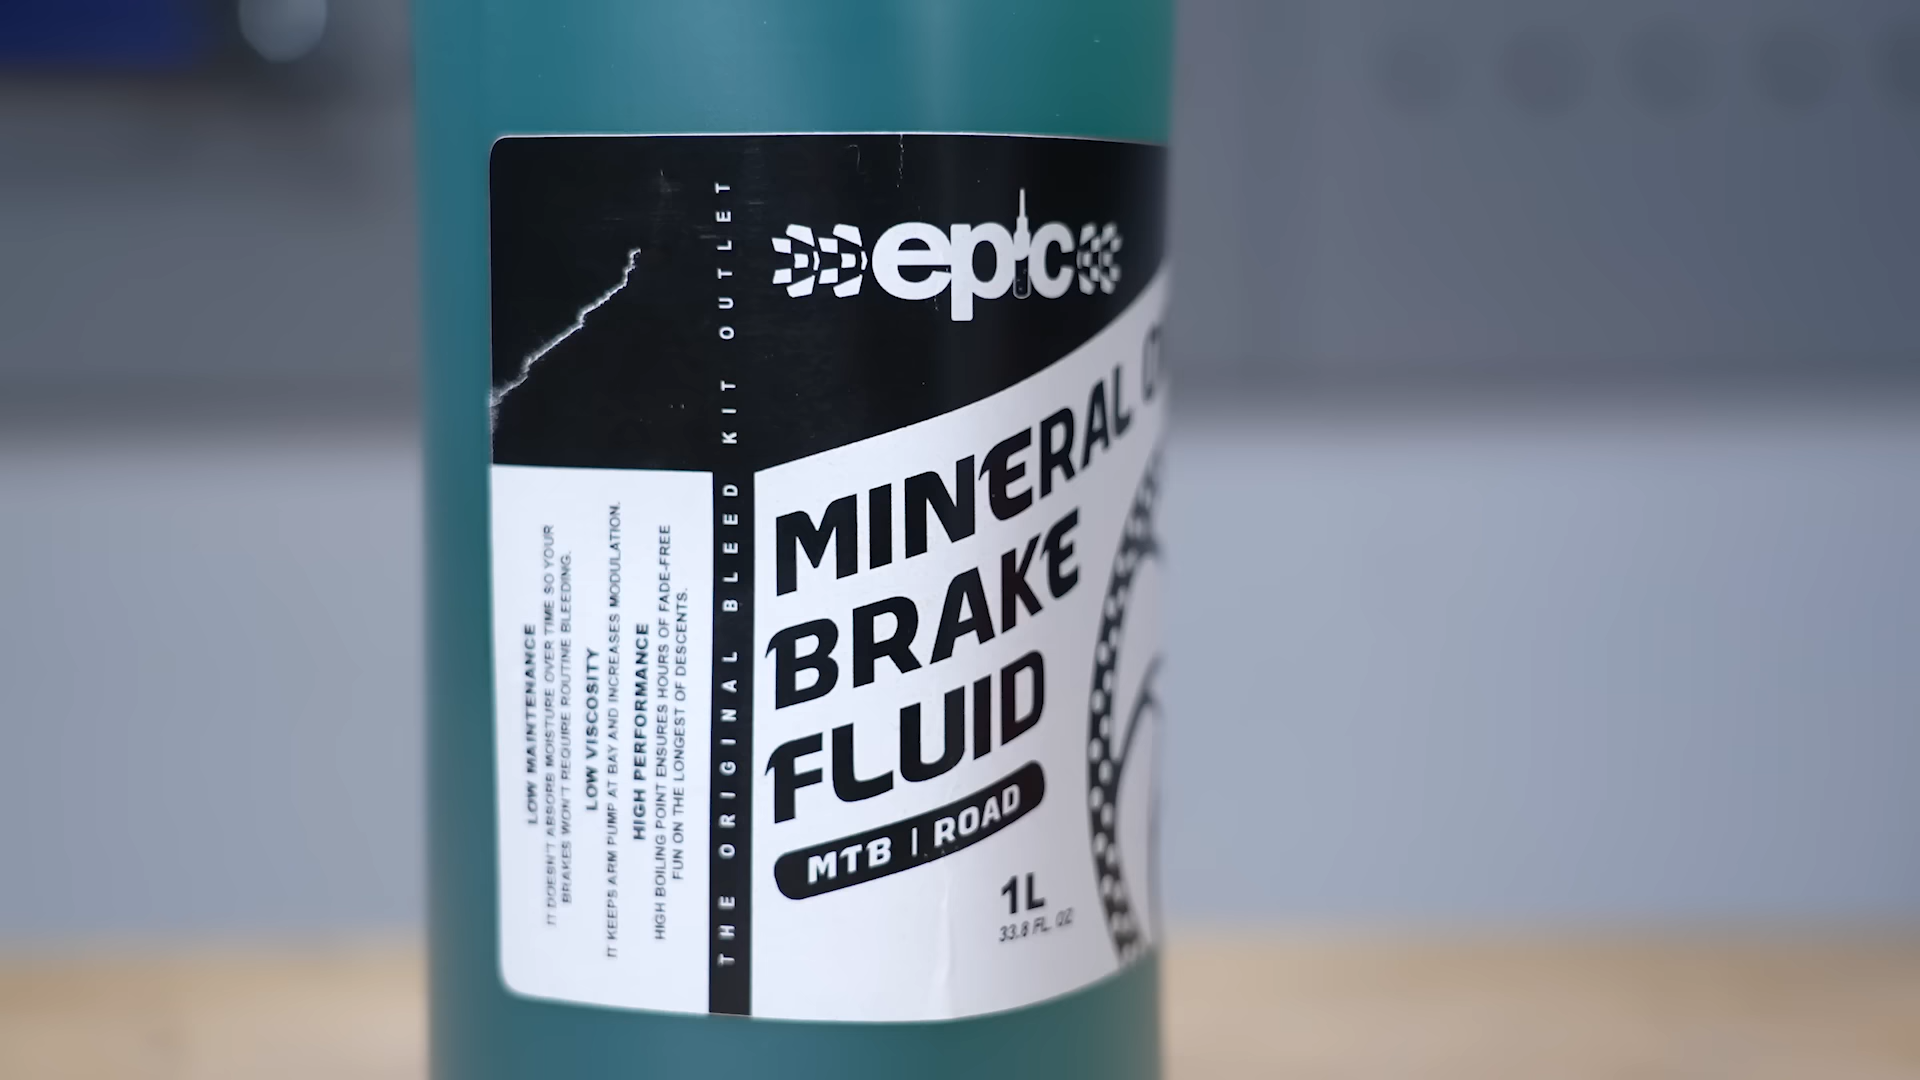 epic
MINERAL
BRAKE
FLUID
MTB | ROAD
1L
33.8 FL. OZ
THE ORIGINAL BLEED KIT OUTLET
LOW MAINTENANCE
IT DOESN'T ABSORB MOISTURE OVER TIME SO YOUR
BRAKES WON'T REQUIRE ROUTINE BLEEDING.
LOW VISCOSITY
IT KEEPS ARM PUMP AT BAY AND INCREASES MODULATION.
HIGH PERFORMANCE
HIGH BOILING POINT ENSURES HOURS OF FADE-FREE
FUN ON THE LONGEST OF DESCENTS.